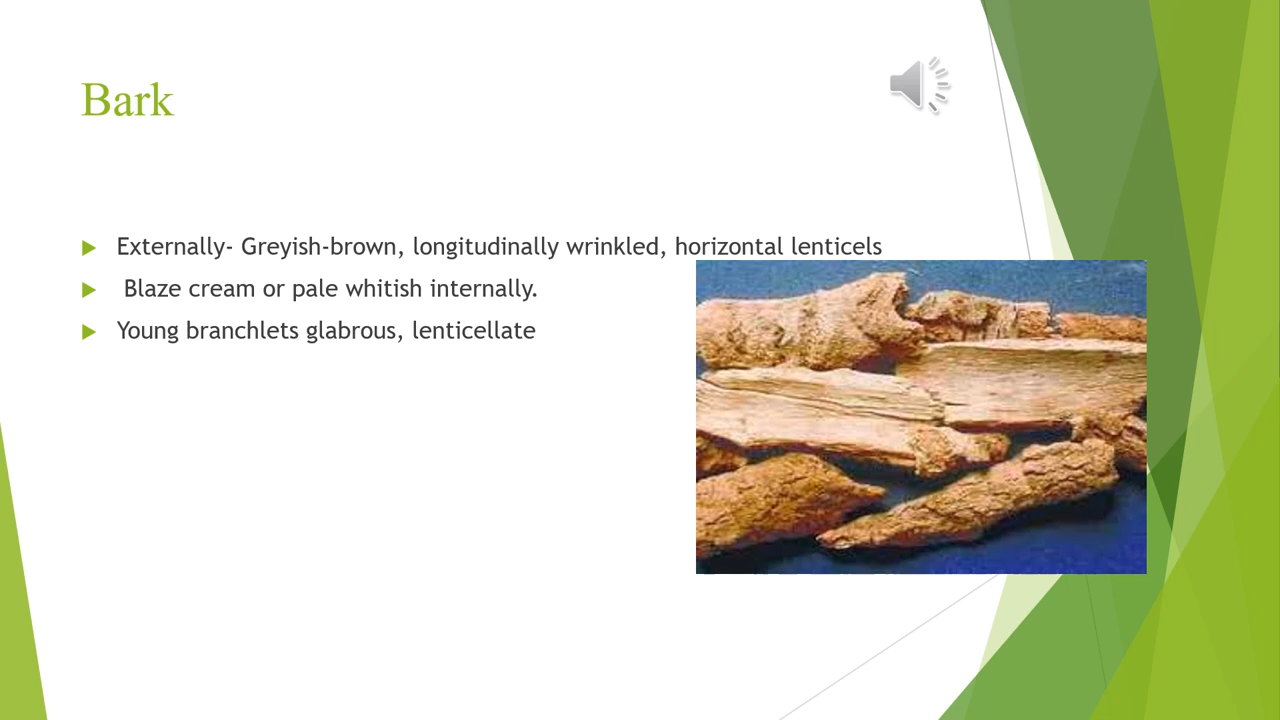 Bark
Externally- Greyish-brown, longitudinally wrinkled, horizontal lenticels
Blaze cream or pale whitish internally.
Young branchlets glabrous, lenticellate